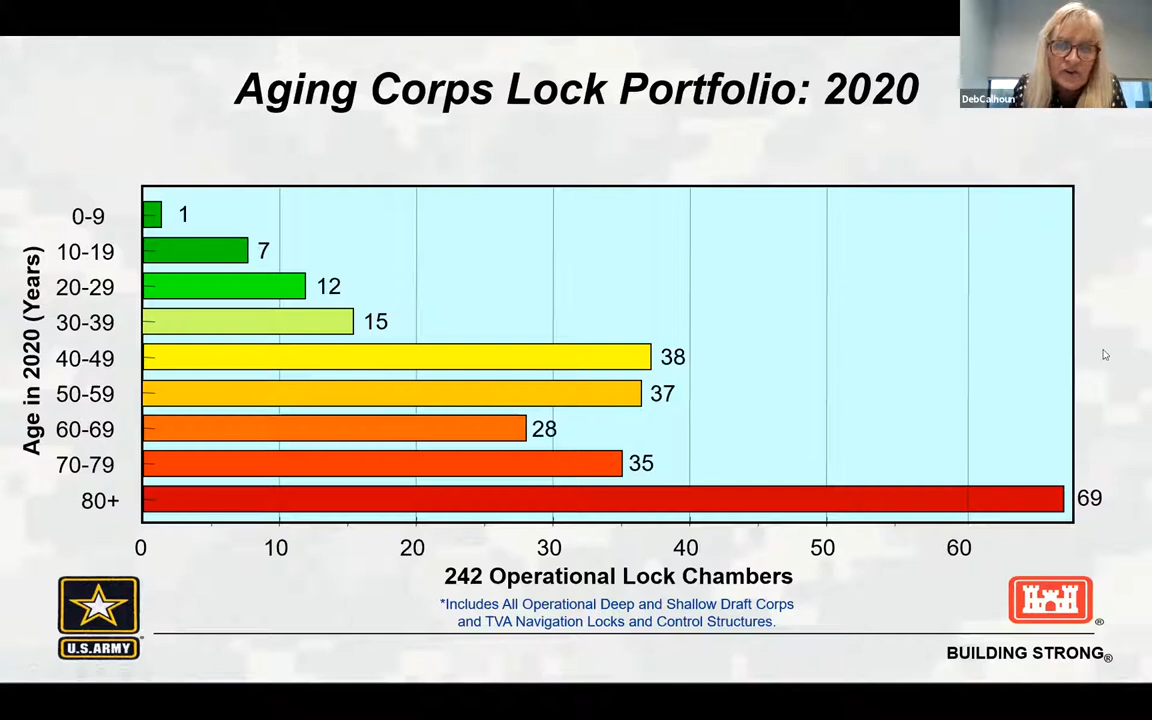 DebCalhoun
Aging Corps Lock Portfolio: 2020
Age in 2020 (Years)
0-9 1
10-19 7
20-29 12
30-39 15
40-49 38
50-59 37
60-69 28
70-79 35
80+ 69
0 10 20 30 40 50 60
242 Operational Lock Chambers
*Includes All Operational Deep and Shallow Draft Corps
and TVA Navigation Locks and Control Structures.
U.S.ARMY
®
BUILDING STRONG®